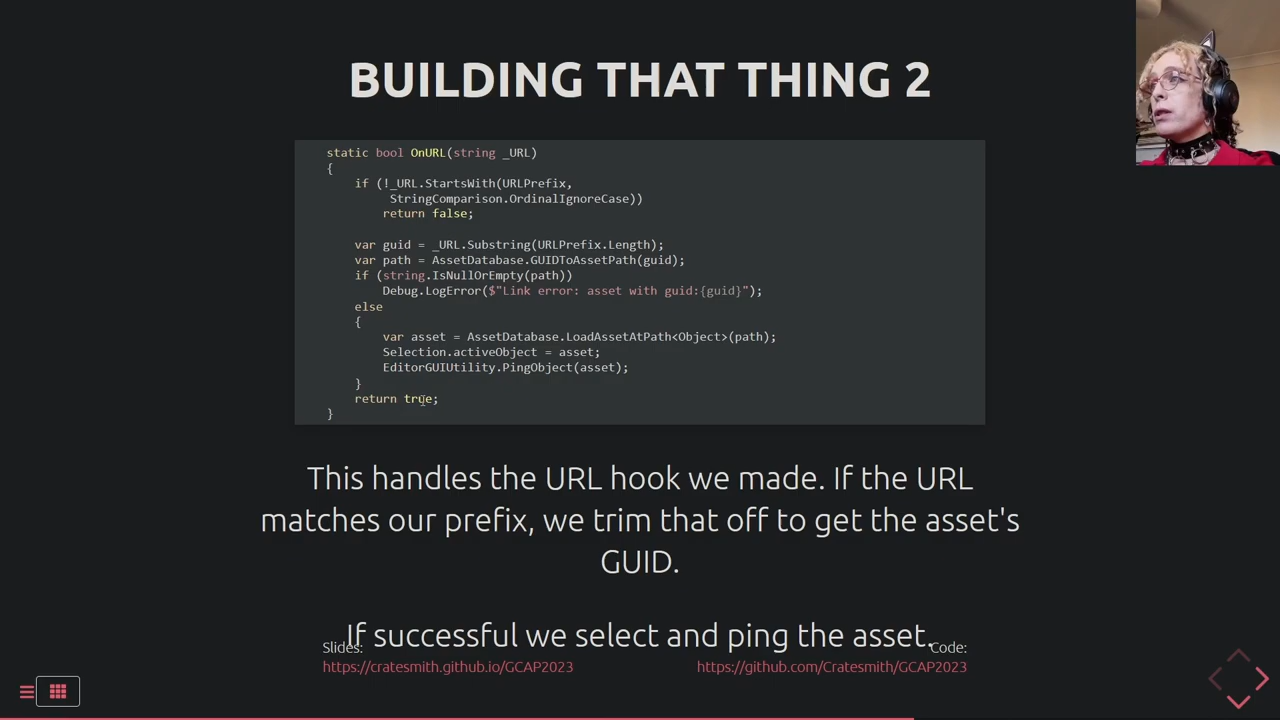 BUILDING THAT THING 2
static bool OnURL(string _URL)
{
if (!_URL.StartsWith(URLPrefix,
StringComparison.OrdinalIgnoreCase))
return false;
var guid = _URL.Substring(URLPrefix.Length);
var path = AssetDatabase.GUIDToAssetPath(guid);
if (string.IsNullOrEmpty(path))
Debug.LogError($"Link error: asset with guid:{guid}");
else
{
var asset = AssetDatabase.LoadAssetAtPath<Object>(path);
Selection.activeObject = asset;
EditorGUIUtility.PingObject(asset);
}
return true;
}
This handles the URL hook we made. If the URL
matches our prefix, we trim that off to get the asset's
GUID.
If successful we select and ping the asset.
Slides:
https://cratesmith.github.io/GCAP2023
Code:
https://github.com/Cratesmith/GCAP2023